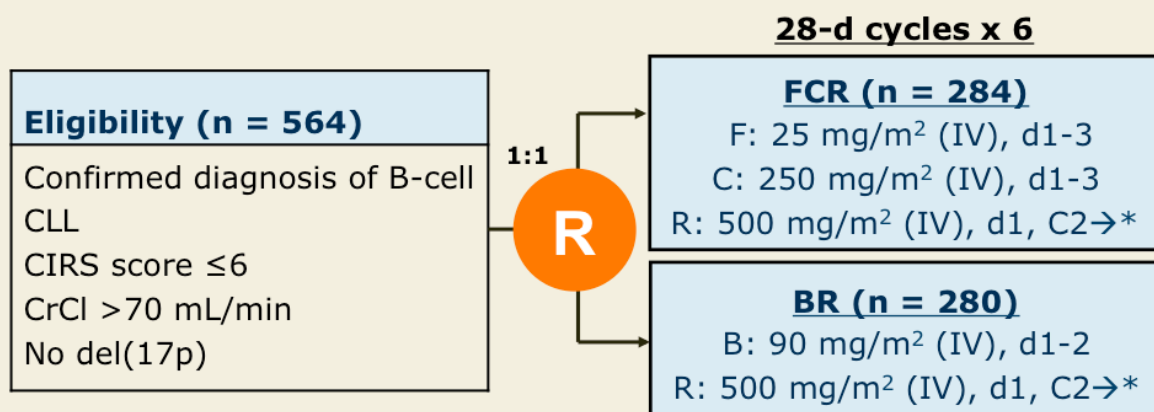 28-d cycles x 6
Eligibility (n = 564)
Confirmed diagnosis of B-cell
CLL
CIRS score ≤6
CrCl >70 mL/min
No del(17p)
1:1
R
FCR (n = 284)
F: 25 mg/m² (IV), d1-3
C: 250 mg/m² (IV), d1-3
R: 500 mg/m² (IV), d1, C2→*
BR (n = 280)
B: 90 mg/m² (IV), d1-2
R: 500 mg/m² (IV), d1, C2→*